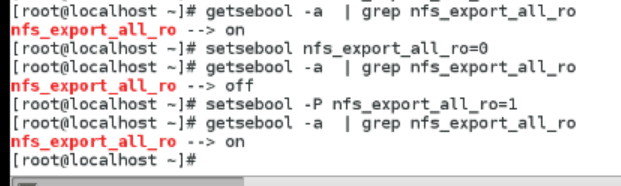 [root@localhost ~]# getsebool -a  | grep nfs_export_all_ro
nfs_export_all_ro --> on
[root@localhost ~]# setsebool nfs_export_all_ro=0
[root@localhost ~]# getsebool -a  | grep nfs_export_all_ro
nfs_export_all_ro --> off
[root@localhost ~]# setsebool -P nfs_export_all_ro=1
[root@localhost ~]# getsebool -a  | grep nfs_export_all_ro
nfs_export_all_ro --> on
[root@localhost ~]#